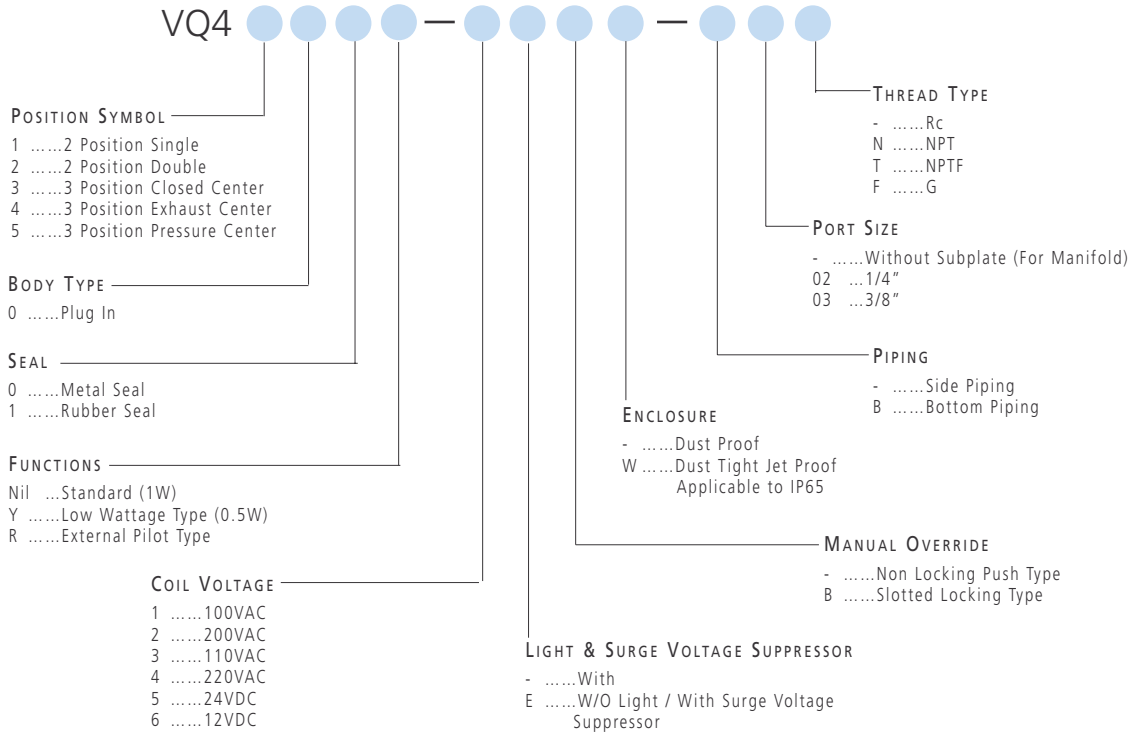 VQ4 — —
POSITION SYMBOL
1 ......2 Position Single
2 ......2 Position Double
3 ......3 Position Closed Center
4 ......3 Position Exhaust Center
5 ......3 Position Pressure Center
BODY TYPE
0 ......Plug In
SEAL
0 ......Metal Seal
1 ......Rubber Seal
FUNCTIONS
Nil ...Standard (1W)
Y ......Low Wattage Type (0.5W)
R ......External Pilot Type
COIL VOLTAGE
1 ......100VAC
2 ......200VAC
3 ......110VAC
4 ......220VAC
5 ......24VDC
6 ......12VDC
LIGHT & SURGE VOLTAGE SUPPRESSOR
- ......With
E ......W/O Light / With Surge Voltage
Suppressor
MANUAL OVERRIDE
- ......Non Locking Push Type
B ......Slotted Locking Type
ENCLOSURE
- ......Dust Proof
W ......Dust Tight Jet Proof
Applicable to IP65
PIPING
- ......Side Piping
B ......Bottom Piping
PORT SIZE
- ......Without Subplate (For Manifold)
02 ...1/4”
03 ...3/8”
THREAD TYPE
- ......Rc
N ......NPT
T ......NPTF
F ......G